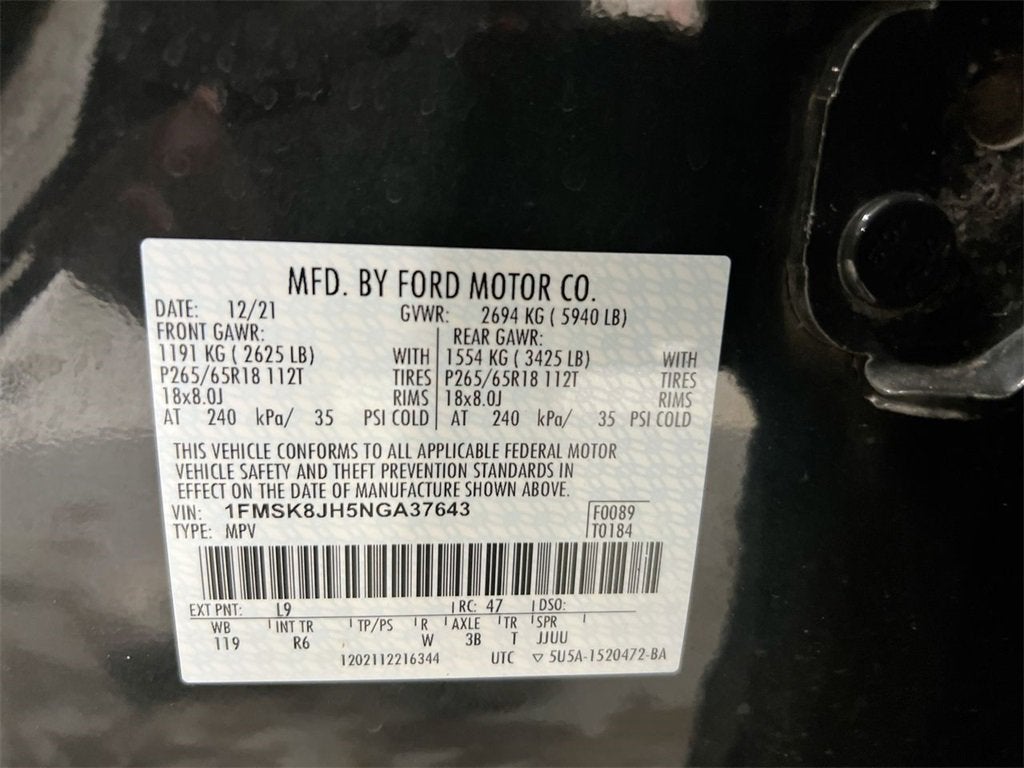 MFD. BY FORD MOTOR CO.
DATE: 12/21 GVWR: 2694 KG ( 5940 LB)
FRONT GAWR: REAR GAWR:
1191 KG ( 2625 LB) WITH 1554 KG ( 3425 LB) WITH
P265/65R18 112T TIRES P265/65R18 112T TIRES
18x8.0J RIMS 18x8.0J RIMS
AT 240 kPa/ 35 PSI COLD AT 240 kPa/ 35 PSI COLD
THIS VEHICLE CONFORMS TO ALL APPLICABLE FEDERAL MOTOR
VEHICLE SAFETY AND THEFT PREVENTION STANDARDS IN
EFFECT ON THE DATE OF MANUFACTURE SHOWN ABOVE.
VIN: 1FMSK8JH5NGA37643 F0089
TYPE: MPV T0184
EXT PNT: L9 RC: 47 DSO:
WB INT TR TP/PS R AXLE TR SPR
119 R6 W 3B T JJUU
1202112216344 UTC ▽ 5U5A-1520472-BA